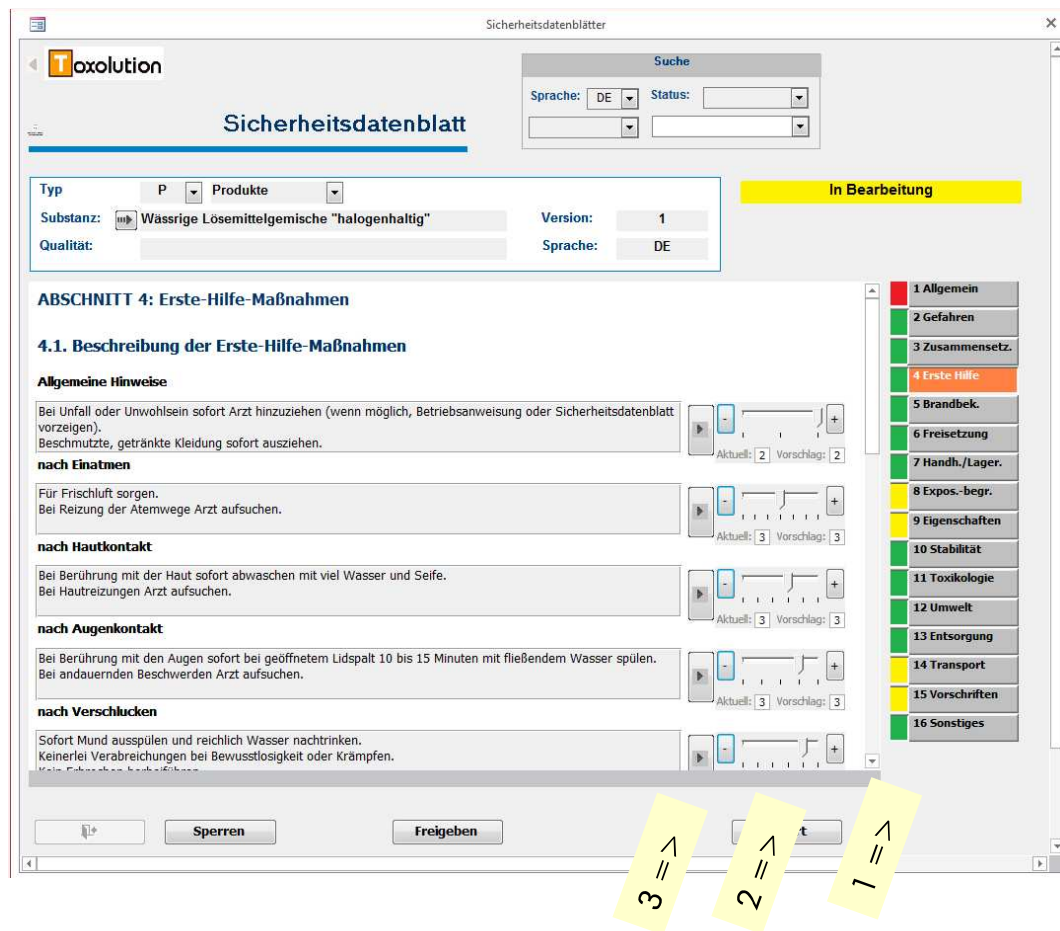 Sicherheitsdatenblätter
Toxolution
Suche
Sprache: DE Status:
Sicherheitsdatenblatt
Typ P Produkte
In Bearbeitung
Substanz: Wässrige Lösemittelgemische "halogenhaltig" Version: 1
Qualität: Sprache: DE
ABSCHNITT 4: Erste-Hilfe-Maßnahmen
4.1. Beschreibung der Erste-Hilfe-Maßnahmen
Allgemeine Hinweise
Bei Unfall oder Unwohlsein sofort Arzt hinzuziehen (wenn möglich, Betriebsanweisung oder Sicherheitsdatenblatt
vorzeigen).
Beschmutzte, getränkte Kleidung sofort ausziehen.
- +
Aktuell: 2 Vorschlag: 2
nach Einatmen
Für Frischluft sorgen.
Bei Reizung der Atemwege Arzt aufsuchen.
- +
Aktuell: 3 Vorschlag: 3
nach Hautkontakt
Bei Berührung mit der Haut sofort abwaschen mit viel Wasser und Seife.
Bei Hautreizungen Arzt aufsuchen.
- +
Aktuell: 3 Vorschlag: 3
nach Augenkontakt
Bei Berührung mit den Augen sofort bei geöffnetem Lidspalt 10 bis 15 Minuten mit fließendem Wasser spülen.
Bei andauernden Beschwerden Arzt aufsuchen.
- +
Aktuell: 3 Vorschlag: 3
nach Verschlucken
Sofort Mund ausspülen und reichlich Wasser nachtrinken.
Keinerlei Verabreichungen bei Bewusstlosigkeit oder Krämpfen.
- +
1 Allgemein
2 Gefahren
3 Zusammensetz.
4 Erste Hilfe
5 Brandbek.
6 Freisetzung
7 Handh./Lager.
8 Expos.-begr.
9 Eigenschaften
10 Stabilität
11 Toxikologie
12 Umwelt
13 Entsorgung
14 Transport
15 Vorschriften
16 Sonstiges
Sperren
Freigeben
3 =>
2 =>
1 =>